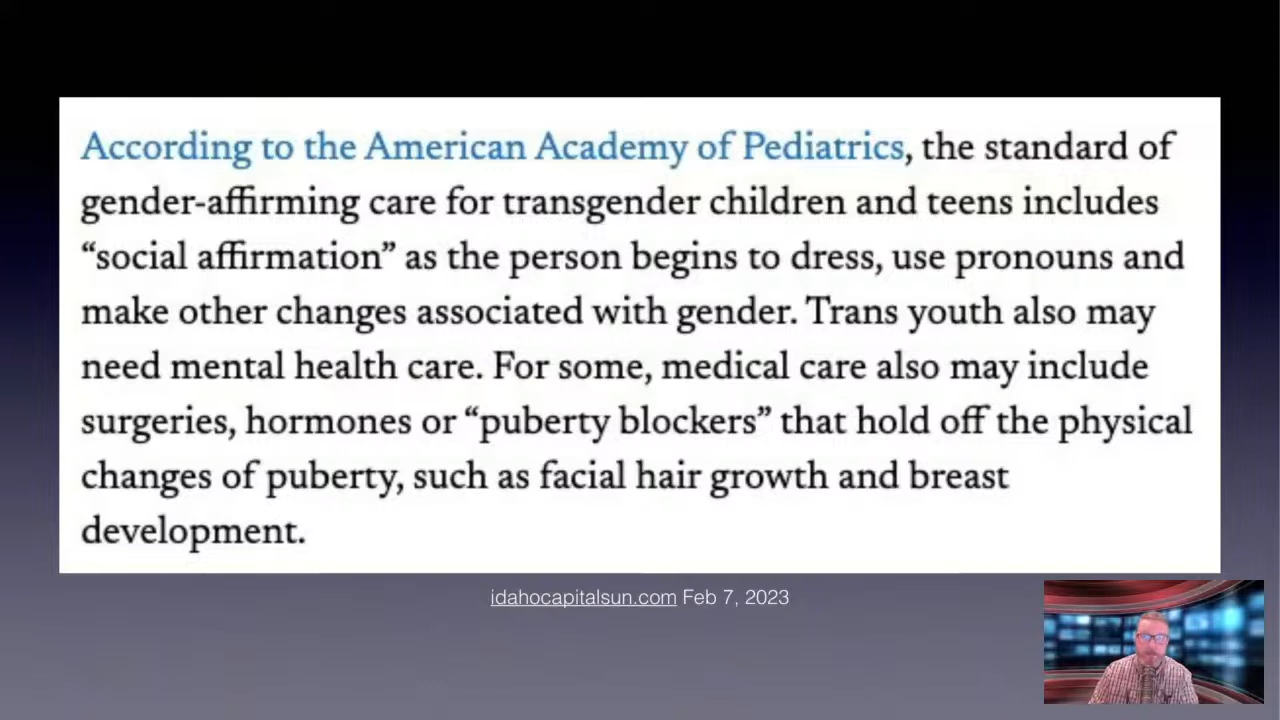 According to the American Academy of Pediatrics, the standard of
gender-affirming care for transgender children and teens includes
“social affirmation” as the person begins to dress, use pronouns and
make other changes associated with gender. Trans youth also may
need mental health care. For some, medical care also may include
surgeries, hormones or “puberty blockers” that hold off the physical
changes of puberty, such as facial hair growth and breast
development.
idahocapitalsun.com Feb 7, 2023